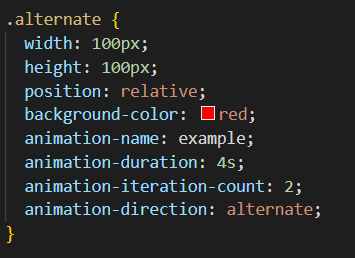 .alternate {
  width: 100px;
  height: 100px;
  position: relative;
  background-color: red;
  animation-name: example;
  animation-duration: 4s;
  animation-iteration-count: 2;
  animation-direction: alternate;
}